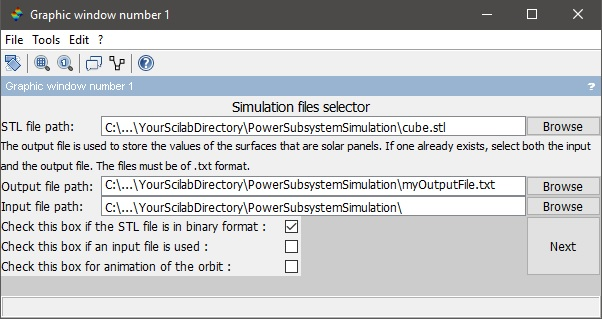 Graphic window number 1
File Tools Edit ?
Graphic window number 1 ?
Simulation files selector
STL file path: C:\...\YourScilabDirectory\PowerSubsystemSimulation\cube.stl Browse
The output file is used to store the values of the surfaces that are solar panels. If one already exists, select both the input
and the output file. The files must be of .txt format.
Output file path: C:\...\YourScilabDirectory\PowerSubsystemSimulation\myOutputFile.txt Browse
Input file path: C:\...\YourScilabDirectory\PowerSubsystemSimulation\ Browse
Check this box if the STL file is in binary format :
Check this box if an input file is used :
Next
Check this box for animation of the orbit :